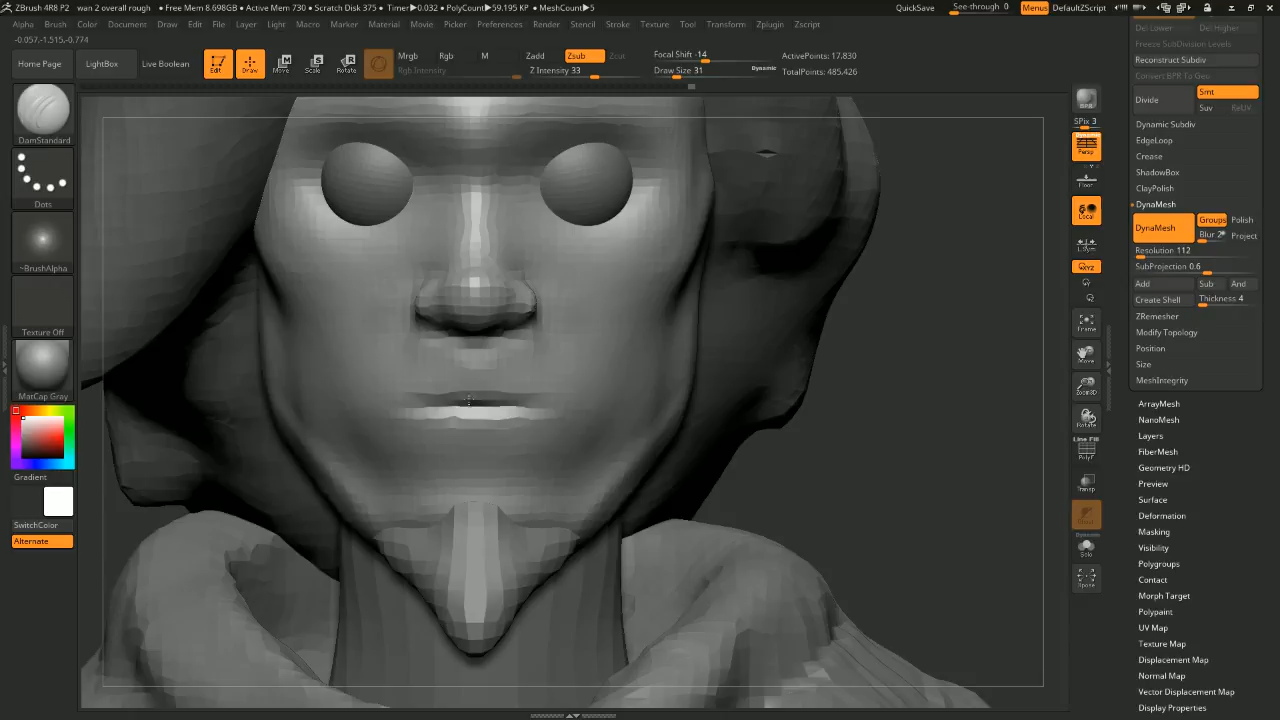 ZBrush 4R8 P2 wan 2 overall rough • Free Mem 8.698GB • Active Mem 730 • Scratch Disk 375 • Timer▶0.032 • PolyCount▶59.195 KP • MeshCount▶5 QuickSave See-through 0 Menus DefaultZScript
Alpha Brush Color Document Draw Edit File Layer Light Macro Marker Material Movie Picker Preferences Render Stencil Stroke Texture Tool Transform Zplugin Zscript
-0.057,-1.515,-0.774
Home Page LightBox Live Boolean
Edit Draw Move Scale Rotate
Mrgb Rgb M
Rgb Intensity
Zadd Zsub Zcut
Z Intensity 33
Focal Shift -14
Draw Size 31 Dynamic
ActivePoints: 17,830
TotalPoints: 485,426
DamStandard
Dots
~BrushAlpha
Texture Off
MatCap Gray
Gradient
SwitchColor
Alternate
BPR
SPix 3
Dynamic
Persp
Floor
Local
L.Sym
XYZ
Frame
Move
Zoom3D
Rotate
Line Fill
PolyF
Transp
Ghost
Dynamic
Solo
Xpose
Del Lower Del Higher
Freeze SubDivision Levels
Reconstruct Subdiv
Convert BPR To Geo
Divide
Smt
Suv ReUV
Dynamic Subdiv
EdgeLoop
Crease
ShadowBox
ClayPolish
DynaMesh
DynaMesh
Groups Polish
Blur 2 Project
Resolution 112
SubProjection 0.6
Add Sub And
Create Shell Thickness 4
ZRemesher
Modify Topology
Position
Size
MeshIntegrity
ArrayMesh
NanoMesh
Layers
FiberMesh
Geometry HD
Preview
Surface
Deformation
Masking
Visibility
Polygroups
Contact
Morph Target
Polypaint
UV Map
Texture Map
Displacement Map
Normal Map
Vector Displacement Map
Display Properties